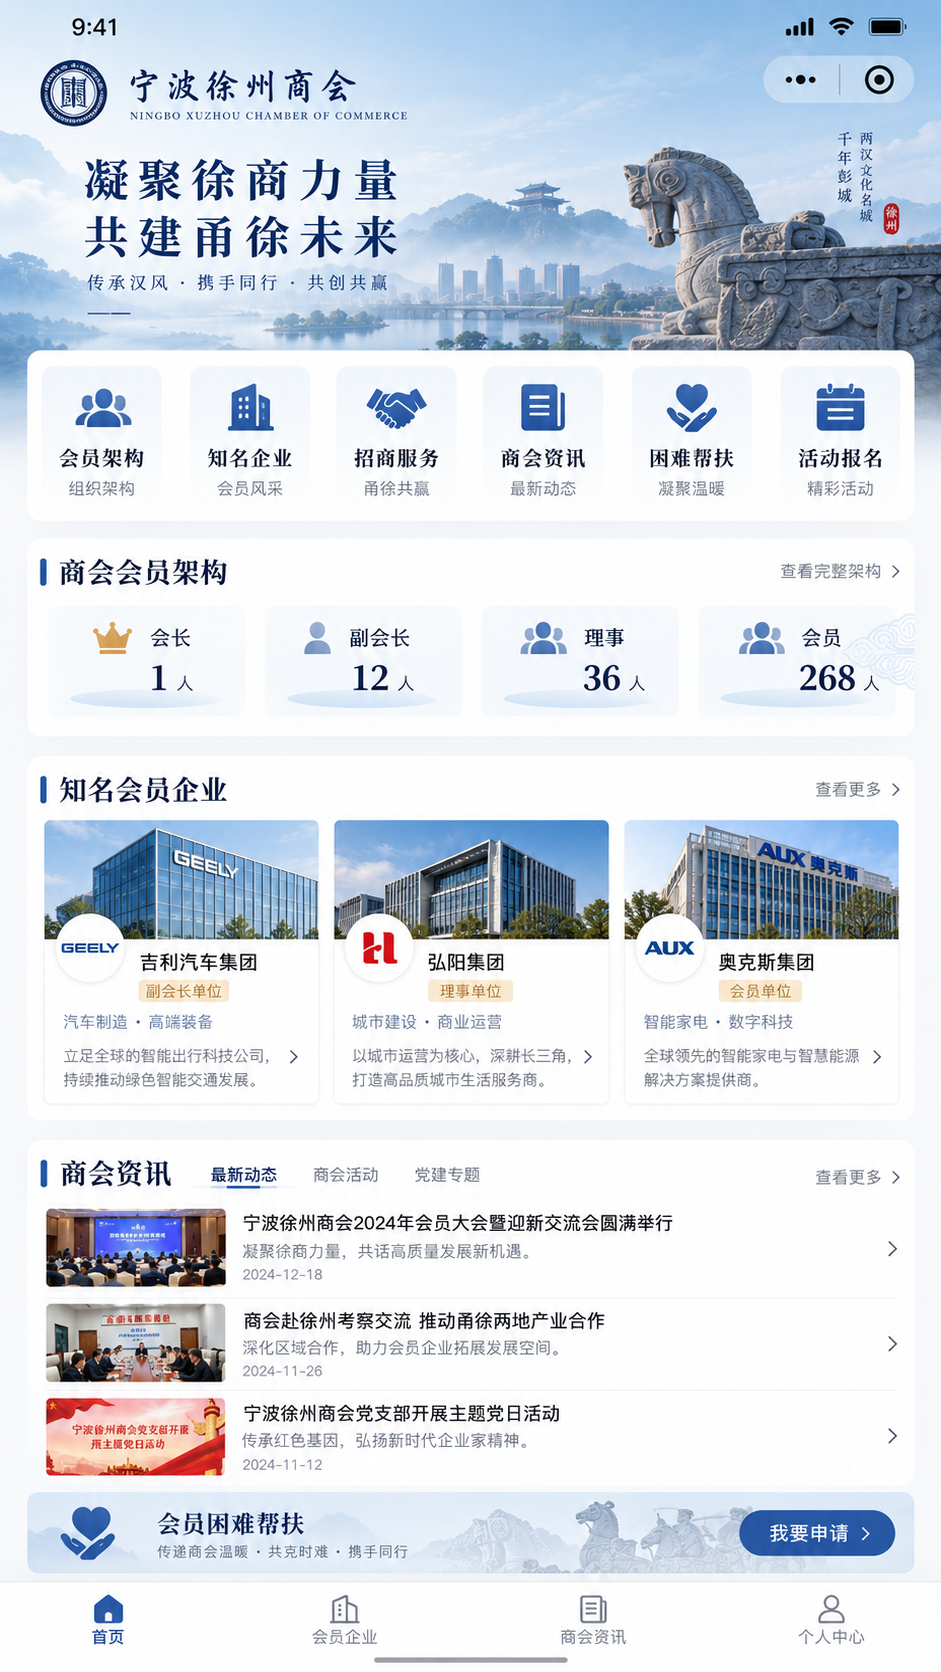 9:41
宁波徐州商会
NINGBO XUZHOU CHAMBER OF COMMERCE
凝聚徐商力量
共建甬徐未来
传承汉风 · 携手同行 · 共创共赢
两汉文化名城
千年彭城
徐州
会员架构
组织架构
知名企业
会员风采
招商服务
甬徐共赢
商会资讯
最新动态
困难帮扶
凝聚温暖
活动报名
精彩活动
商会会员架构
查看完整架构
会长
1 人
副会长
12 人
理事
36 人
会员
268 人
知名会员企业
查看更多
GEELY
GEELY
吉利汽车集团
副会长单位
汽车制造 · 高端装备
立足全球的智能出行科技公司，
持续推动绿色智能交通发展。
弘阳集团
理事单位
城市建设 · 商业运营
以城市运营为核心，深耕长三角，
打造高品质城市生活服务商。
AUX 奥克斯
AUX
奥克斯集团
会员单位
智能家电 · 数字科技
全球领先的智能家电与智慧能源
解决方案提供商。
商会资讯
最新动态
商会活动
党建专题
查看更多
宁波徐州商会2024年会员大会暨迎新交流会圆满举行
凝聚徐商力量，共话高质量发展新机遇。
2024-12-18
商会赴徐州考察交流 推动甬徐两地产业合作
深化区域合作，助力会员企业拓展发展空间。
2024-11-26
宁波徐州商会党支部开展
主题党日活动
宁波徐州商会党支部开展主题党日活动
传承红色基因，弘扬新时代企业家精神。
2024-11-12
会员困难帮扶
传递商会温暖 · 共克时难 · 携手同行
我要申请
首页
会员企业
商会资讯
个人中心